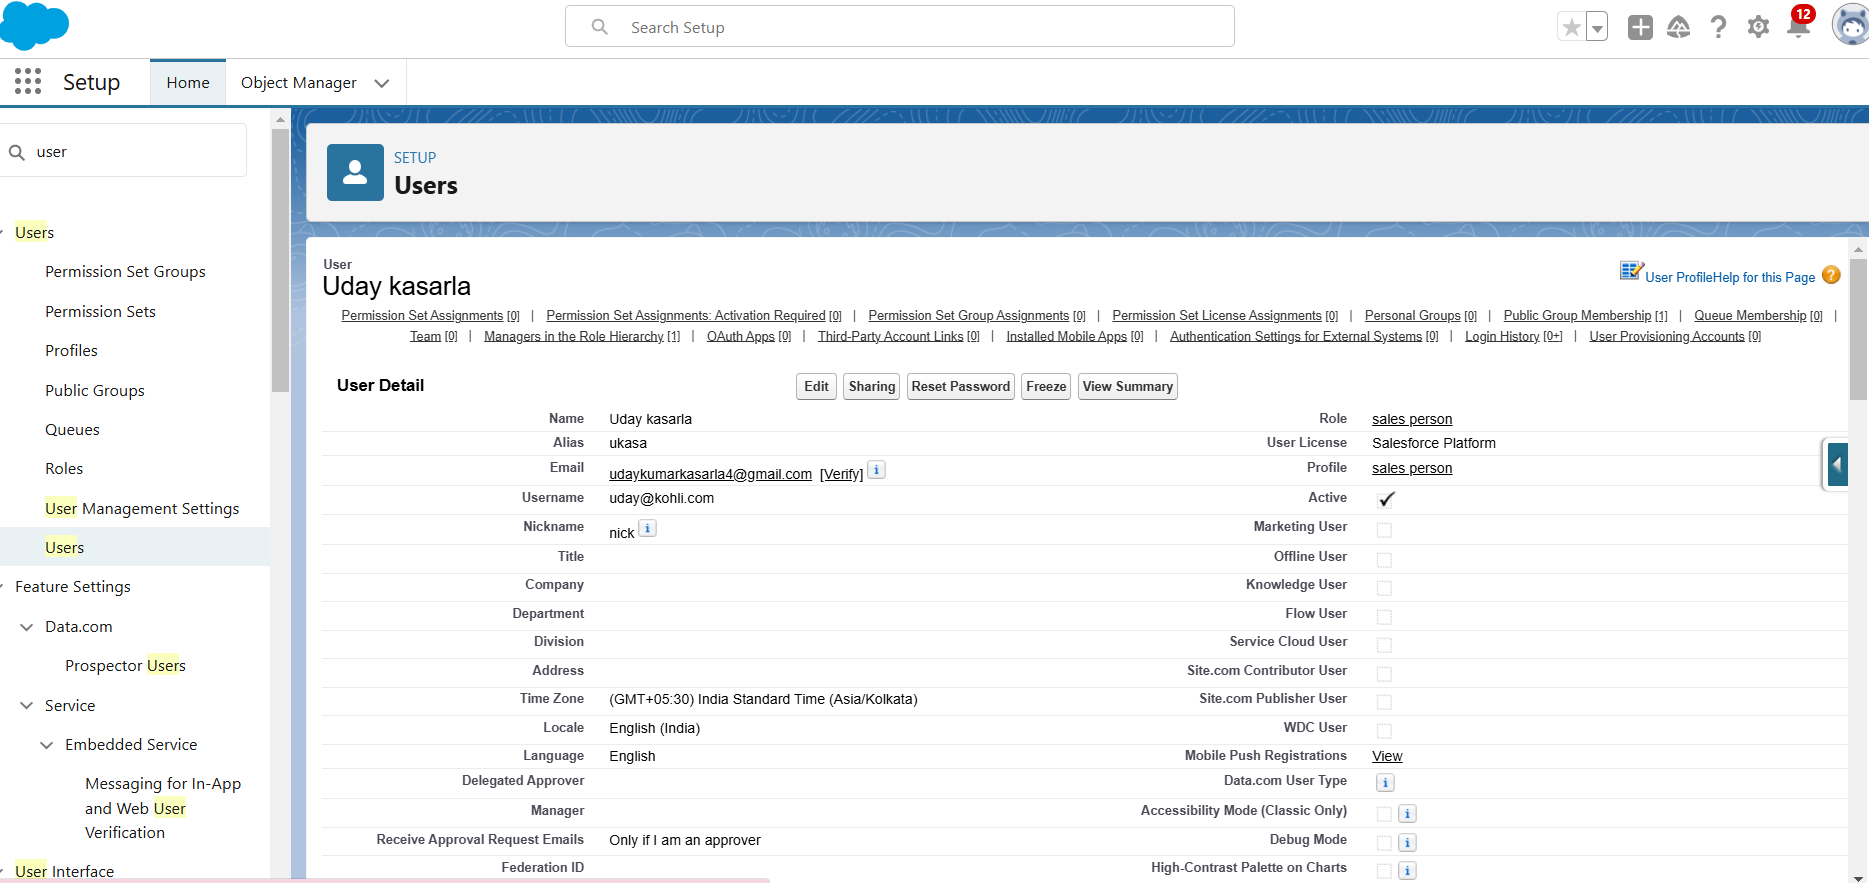 Search Setup
12
Setup
Home
Object Manager
user
Users
Permission Set Groups
Permission Sets
Profiles
Public Groups
Queues
Roles
User Management Settings
Users
Feature Settings
Data.com
Prospector Users
Service
Embedded Service
Messaging for In-App
and Web User
Verification
User Interface
SETUP
Users
User
Uday kasarla
User Profile Help for this Page ?
Permission Set Assignments [0] | Permission Set Assignments: Activation Required [0] | Permission Set Group Assignments [0] | Permission Set License Assignments [0] | Personal Groups [0] | Public Group Membership [1] | Queue Membership [0] |
Team [0] | Managers in the Role Hierarchy [1] | OAuth Apps [0] | Third-Party Account Links [0] | Installed Mobile Apps [0] | Authentication Settings for External Systems [0] | Login History [0+] | User Provisioning Accounts [0]
User Detail
Edit Sharing Reset Password Freeze View Summary
Name Uday kasarla Role sales person
Alias ukasa User License Salesforce Platform
Email udaykumarkasarla4@gmail.com [Verify] i Profile sales person
Username uday@kohli.com Active
Nickname nick i Marketing User
Title Offline User
Company Knowledge User
Department Flow User
Division Service Cloud User
Address Site.com Contributor User
Time Zone (GMT+05:30) India Standard Time (Asia/Kolkata) Site.com Publisher User
Locale English (India) WDC User
Language English Mobile Push Registrations View
Delegated Approver Data.com User Type i
Manager Accessibility Mode (Classic Only) i
Receive Approval Request Emails Only if I am an approver Debug Mode i
Federation ID High-Contrast Palette on Charts i